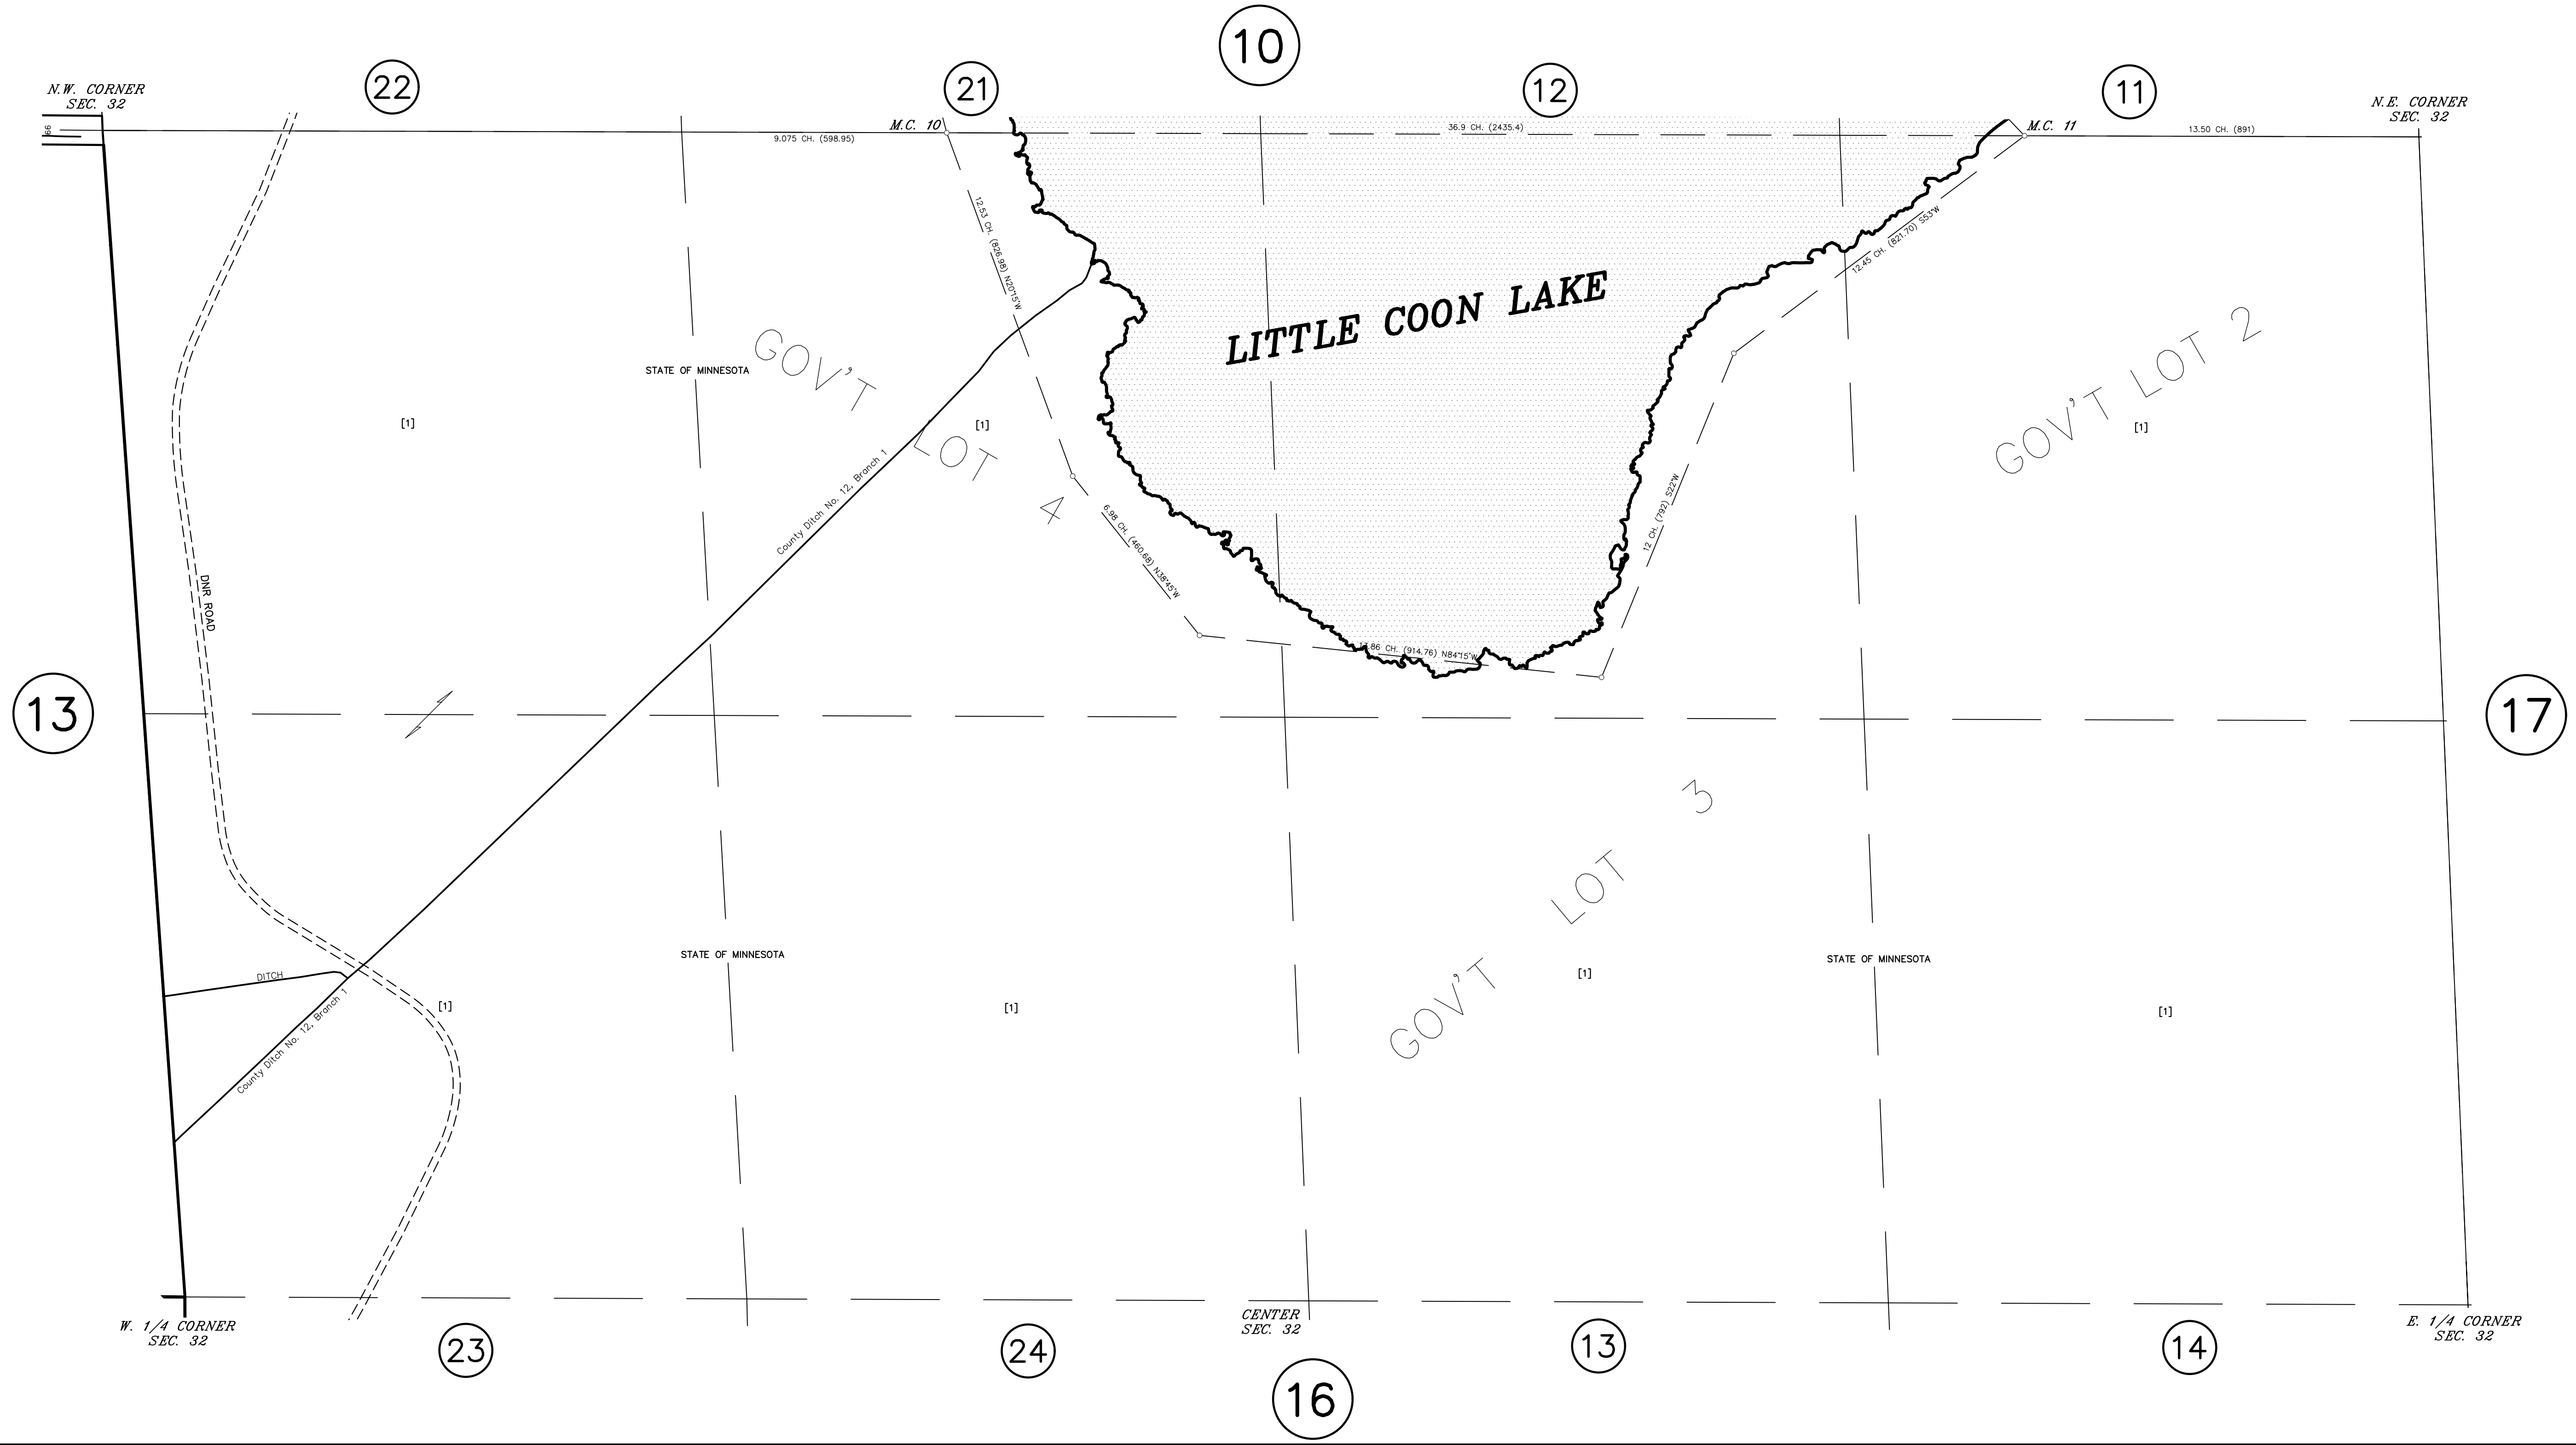 10
22
21
12
11
N.W. CORNER
SEC. 32
N.E. CORNER
SEC. 32
66
M.C. 10
M.C. 11
9.075 CH. (598.95)
36.9 CH. (2435.4)
13.50 CH. (891)
12.53 CH. (826.98) N20°15'W
12.45 CH. (821.70) S53°W
LITTLE COON LAKE
GOV'T
LOT
4
GOV'T LOT 2
STATE OF MINNESOTA
[1]
[1]
[1]
County Ditch No. 12, Branch 1
6.98 CH. (460.68) N38°45'W
12 CH. (792) S22°W
DNR ROAD
13.86 CH. (914.76) N84°15'W
13
17
GOV'T LOT 3
STATE OF MINNESOTA
STATE OF MINNESOTA
DITCH
County Ditch No. 12, Branch 1
[1]
[1]
[1]
[1]
W. 1/4 CORNER
SEC. 32
CENTER
SEC. 32
E. 1/4 CORNER
SEC. 32
23
24
13
14
16